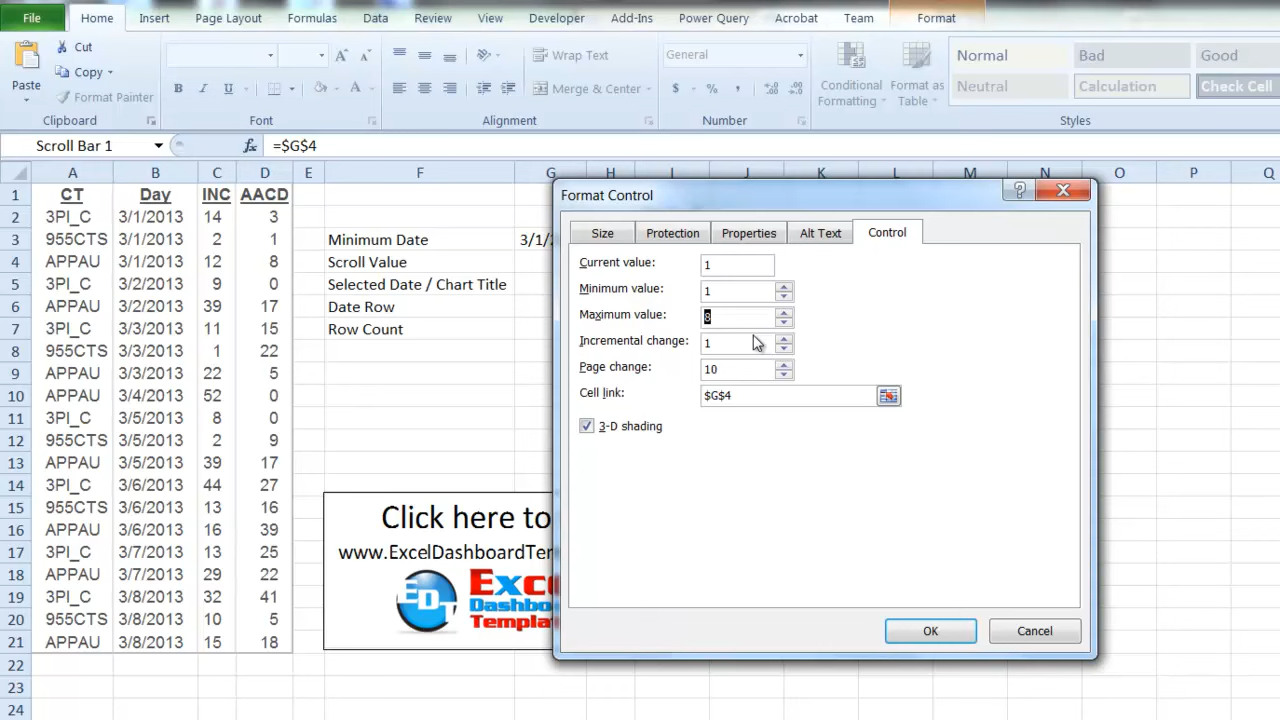 File Home Insert Page Layout Formulas Data Review View Developer Add-Ins Power Query Acrobat Team Format
Paste
Cut
Copy
Format Painter
Clipboard
B I U A A A
Font
Wrap Text
Merge & Center
Alignment
General
$ % ,
Number
Conditional Formatting
Format as Table
Normal Bad Good
Neutral Calculation Check Cell
Styles
Scroll Bar 1 fx =$G$4
A B C D E F G H I J K L M N O P Q
1 CT Day INC AACD
2 3PI_C 3/1/2013 14 3
3 955CTS 3/1/2013 2 1 Minimum Date
4 APPAU 3/1/2013 12 8 Scroll Value
5 3PI_C 3/2/2013 9 0 Selected Date / Chart Title
6 APPAU 3/2/2013 39 17 Date Row
7 3PI_C 3/3/2013 11 15 Row Count
8 955CTS 3/3/2013 1 22
9 APPAU 3/3/2013 22 5
10 APPAU 3/4/2013 52 0
11 3PI_C 3/5/2013 8 0
12 955CTS 3/5/2013 2 9
13 APPAU 3/5/2013 39 17
14 3PI_C 3/6/2013 44 27
15 955CTS 3/6/2013 13 16
16 APPAU 3/6/2013 16 39
17 3PI_C 3/7/2013 13 25
18 APPAU 3/7/2013 29 22
19 3PI_C 3/8/2013 32 41
20 955CTS 3/8/2013 10 5
21 APPAU 3/8/2013 15 18
22
23
24
Click here to
EDT
Format Control
Size Protection Properties Alt Text Control
Current value: 1
Minimum value: 1
Maximum value: 8
Incremental change: 1
Page change: 10
Cell link: $G$4
3-D shading
OK Cancel